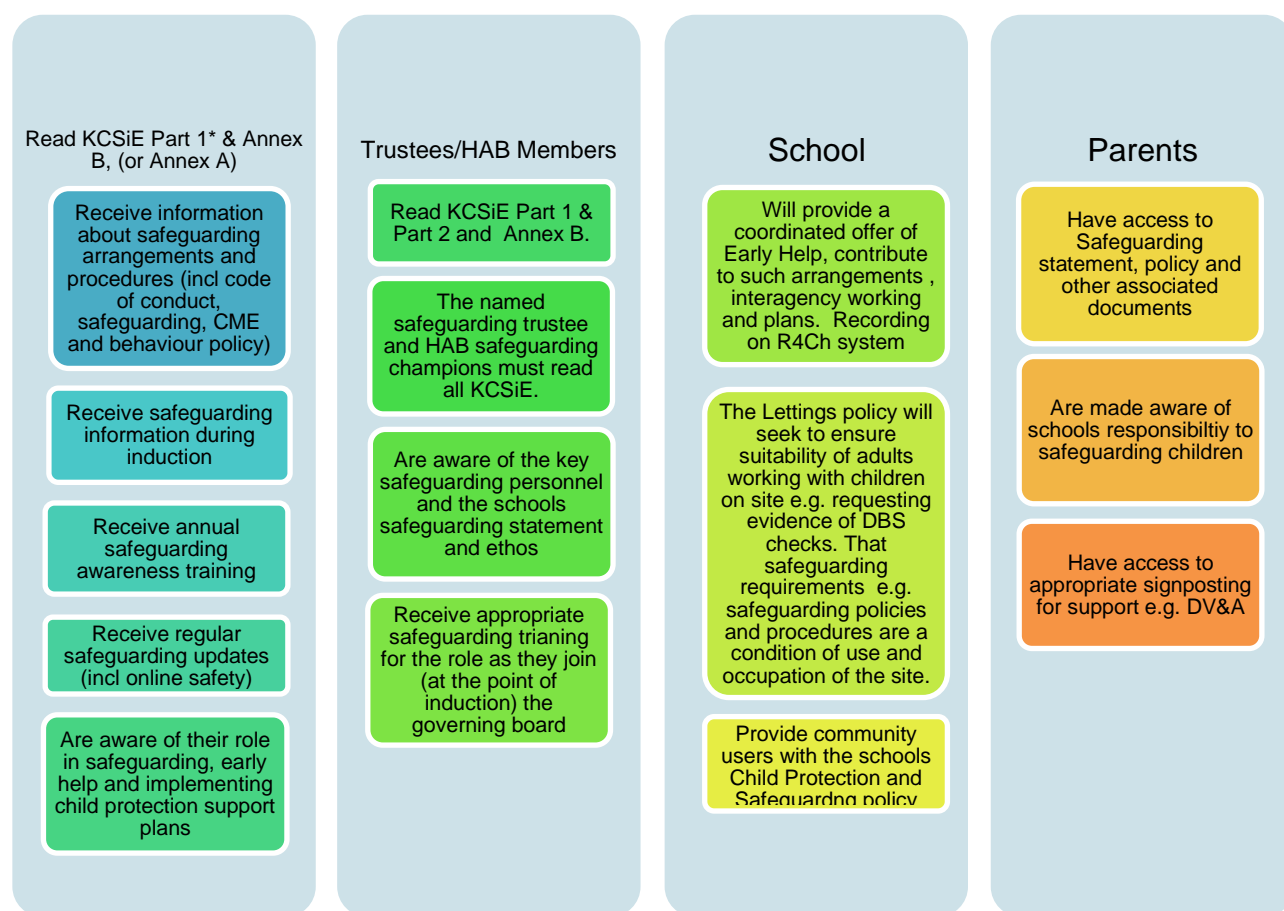 Read KCSiE Part 1* & Annex
B, (or Annex A)
Receive information
about safeguarding
arrangements and
procedures (incl code
of conduct,
safeguarding, CME
and behaviour policy)
Receive safeguarding
information during
induction
Receive annual
safeguarding
awareness training
Receive regular
safeguarding updates
(incl online safety)
Are aware of their role
in safeguarding, early
help and implementing
child protection support
plans
Trustees/HAB Members
Read KCSiE Part 1 &
Part 2 and Annex B.
The named
safeguarding trustee
and HAB safeguarding
champions must read
all KCSiE.
Are aware of the key
safeguarding personnel
and the schools
safeguarding statement
and ethos
Receive appropriate
safeguarding trianing
for the role as they join
(at the point of
induction) the
governing board
School
Will provide a
coordinated offer of
Early Help, contribute
to such arrangements ,
interagency working
and plans. Recording
on R4Ch system
The Lettings policy will
seek to ensure
suitability of adults
working with children
on site e.g. requesting
evidence of DBS
checks. That
safeguarding
requirements e.g.
safeguarding policies
and procedures are a
condition of use and
occupation of the site.
Provide community
users with the schools
Child Protection and
Safeguardng policy
Parents
Have access to
Safeguarding
statement, policy and
other associated
documents
Are made aware of
schools responsibiltiy to
safeguarding children
Have access to
appropriate signposting
for support e.g. DV&A